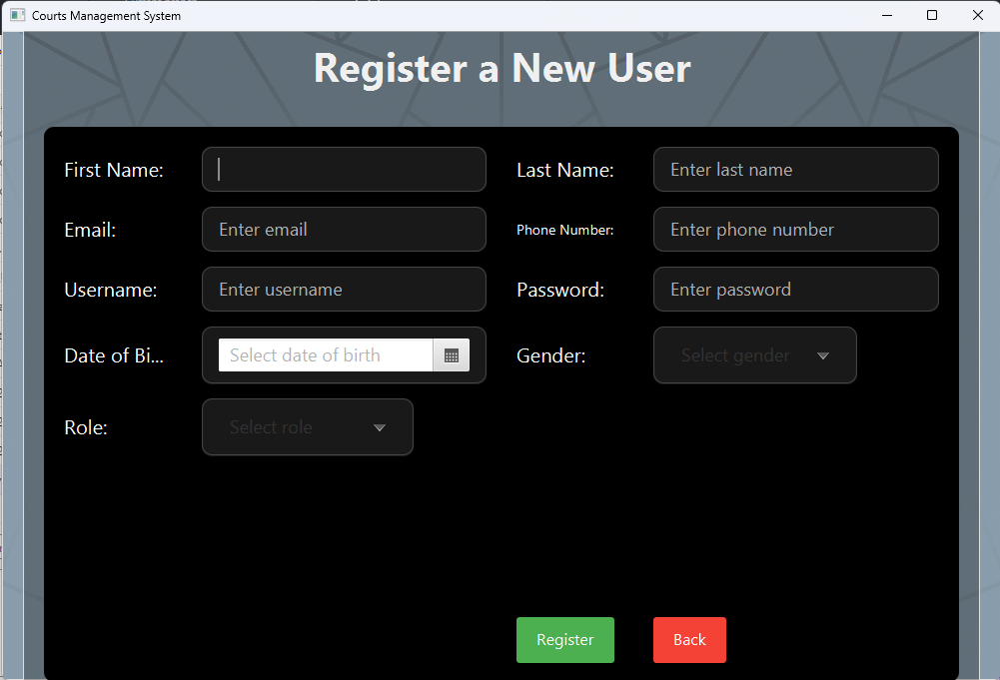 Courts Management System
Register a New User
First Name:
Last Name: Enter last name
Email: Enter email
Phone Number: Enter phone number
Username: Enter username
Password: Enter password
Date of Bi... Select date of birth
Gender: Select gender
Role: Select role
Register
Back